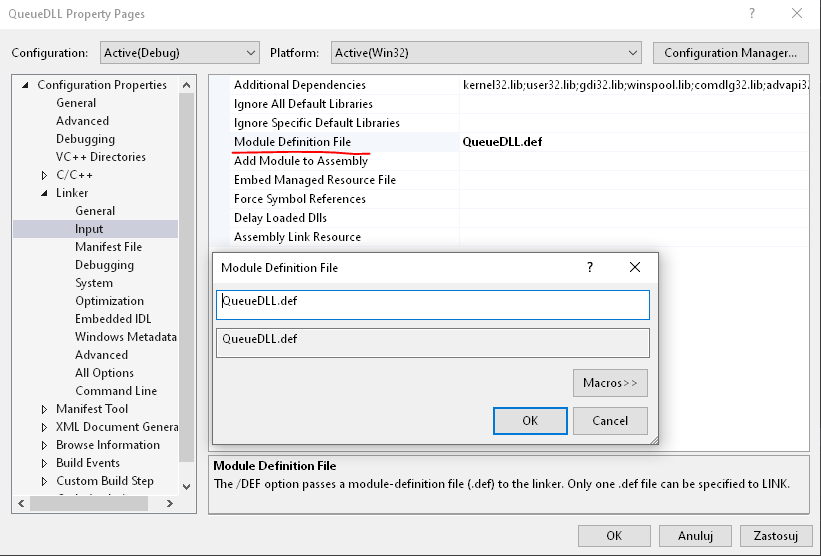 QueueDLL Property Pages
Configuration: Active(Debug) Platform: Active(Win32) Configuration Manager...
Configuration Properties
General
Advanced
Debugging
VC++ Directories
C/C++
Linker
General
Input
Manifest File
Debugging
System
Optimization
Embedded IDL
Windows Metadata
Advanced
All Options
Command Line
Manifest Tool
XML Document Genera
Browse Information
Build Events
Custom Build Step
Additional Dependencies kernel32.lib;user32.lib;gdi32.lib;winspool.lib;comdlg32.lib;advapi32
Ignore All Default Libraries
Ignore Specific Default Libraries
Module Definition File QueueDLL.def
Add Module to Assembly
Embed Managed Resource File
Force Symbol References
Delay Loaded Dlls
Assembly Link Resource
Module Definition File ?
QueueDLL.def
QueueDLL.def
Macros>>
OK Cancel
Module Definition File
The /DEF option passes a module-definition file (.def) to the linker. Only one .def file can be specified to LINK.
OK Anuluj Zastosuj